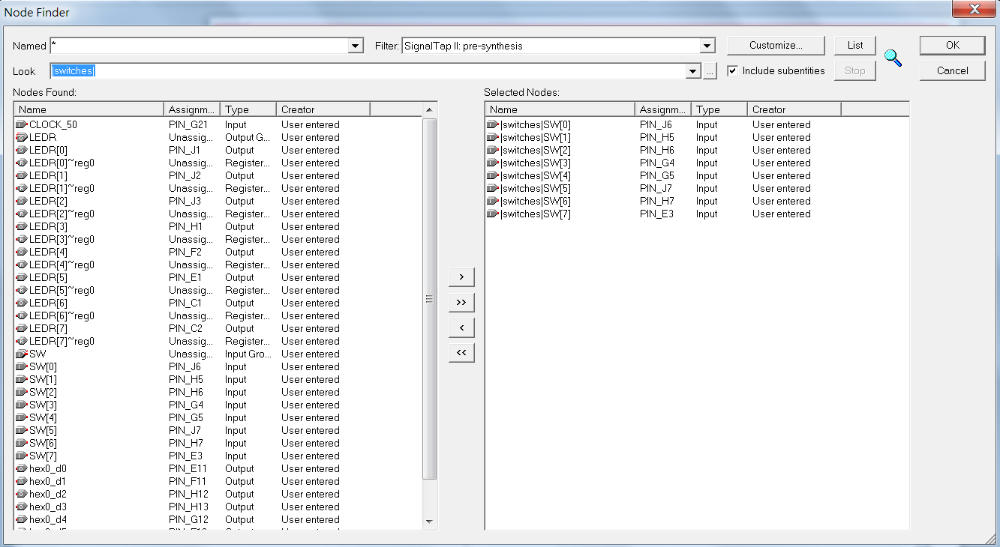 Node Finder
Named * Filter: SignalTap II: pre-synthesis Customize... List OK
Look |switches| ... Include subentities Stop Cancel
Nodes Found: Selected Nodes:
Name Assignm... Type Creator Name Assignm... Type Creator
CLOCK_50 PIN_G21 Input User entered |switches|SW[0] PIN_J6 Input User entered
LEDR Unassig... Output G... User entered |switches|SW[1] PIN_H5 Input User entered
LEDR[0] PIN_J1 Output User entered |switches|SW[2] PIN_H6 Input User entered
LEDR[0]~reg0 Unassig... Register... User entered |switches|SW[3] PIN_G4 Input User entered
LEDR[1] PIN_J2 Output User entered |switches|SW[4] PIN_G5 Input User entered
LEDR[1]~reg0 Unassig... Register... User entered |switches|SW[5] PIN_J7 Input User entered
LEDR[2] PIN_J3 Output User entered |switches|SW[6] PIN_H7 Input User entered
LEDR[2]~reg0 Unassig... Register... User entered |switches|SW[7] PIN_E3 Input User entered
LEDR[3] PIN_H1 Output User entered
LEDR[3]~reg0 Unassig... Register... User entered
LEDR[4] PIN_F2 Output User entered
LEDR[4]~reg0 Unassig... Register... User entered
LEDR[5] PIN_E1 Output User entered
LEDR[5]~reg0 Unassig... Register... User entered
LEDR[6] PIN_C1 Output User entered
LEDR[6]~reg0 Unassig... Register... User entered
LEDR[7] PIN_C2 Output User entered
LEDR[7]~reg0 Unassig... Register... User entered
SW Unassig... Input Gro... User entered
SW[0] PIN_J6 Input User entered
SW[1] PIN_H5 Input User entered
SW[2] PIN_H6 Input User entered
SW[3] PIN_G4 Input User entered
SW[4] PIN_G5 Input User entered
SW[5] PIN_J7 Input User entered
SW[6] PIN_H7 Input User entered
SW[7] PIN_E3 Input User entered
hex0_d0 PIN_E11 Output User entered
hex0_d1 PIN_F11 Output User entered
hex0_d2 PIN_H12 Output User entered
hex0_d3 PIN_H13 Output User entered
hex0_d4 PIN_G12 Output User entered
>
>>
<
<<